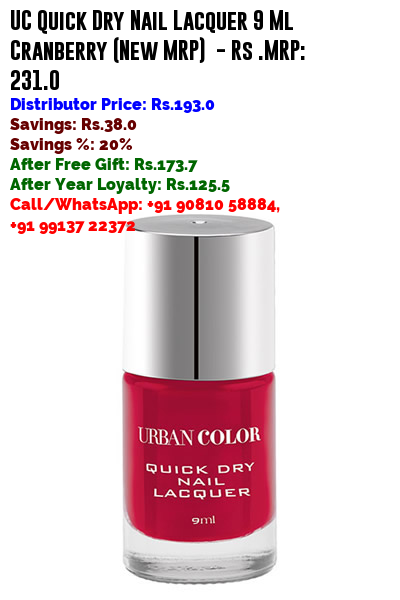 UC Quick Dry Nail Lacquer 9 Ml
Cranberry (New MRP) - Rs .MRP:
231.0
Distributor Price: Rs.193.0
Savings: Rs.38.0
Savings %: 20%
After Free Gift: Rs.173.7
After Year Loyalty: Rs.125.5
Call/WhatsApp: +91 90810 58884,
+91 99137 22372
URBAN COLOR
QUICK DRY
NAIL
LACQUER
9ml